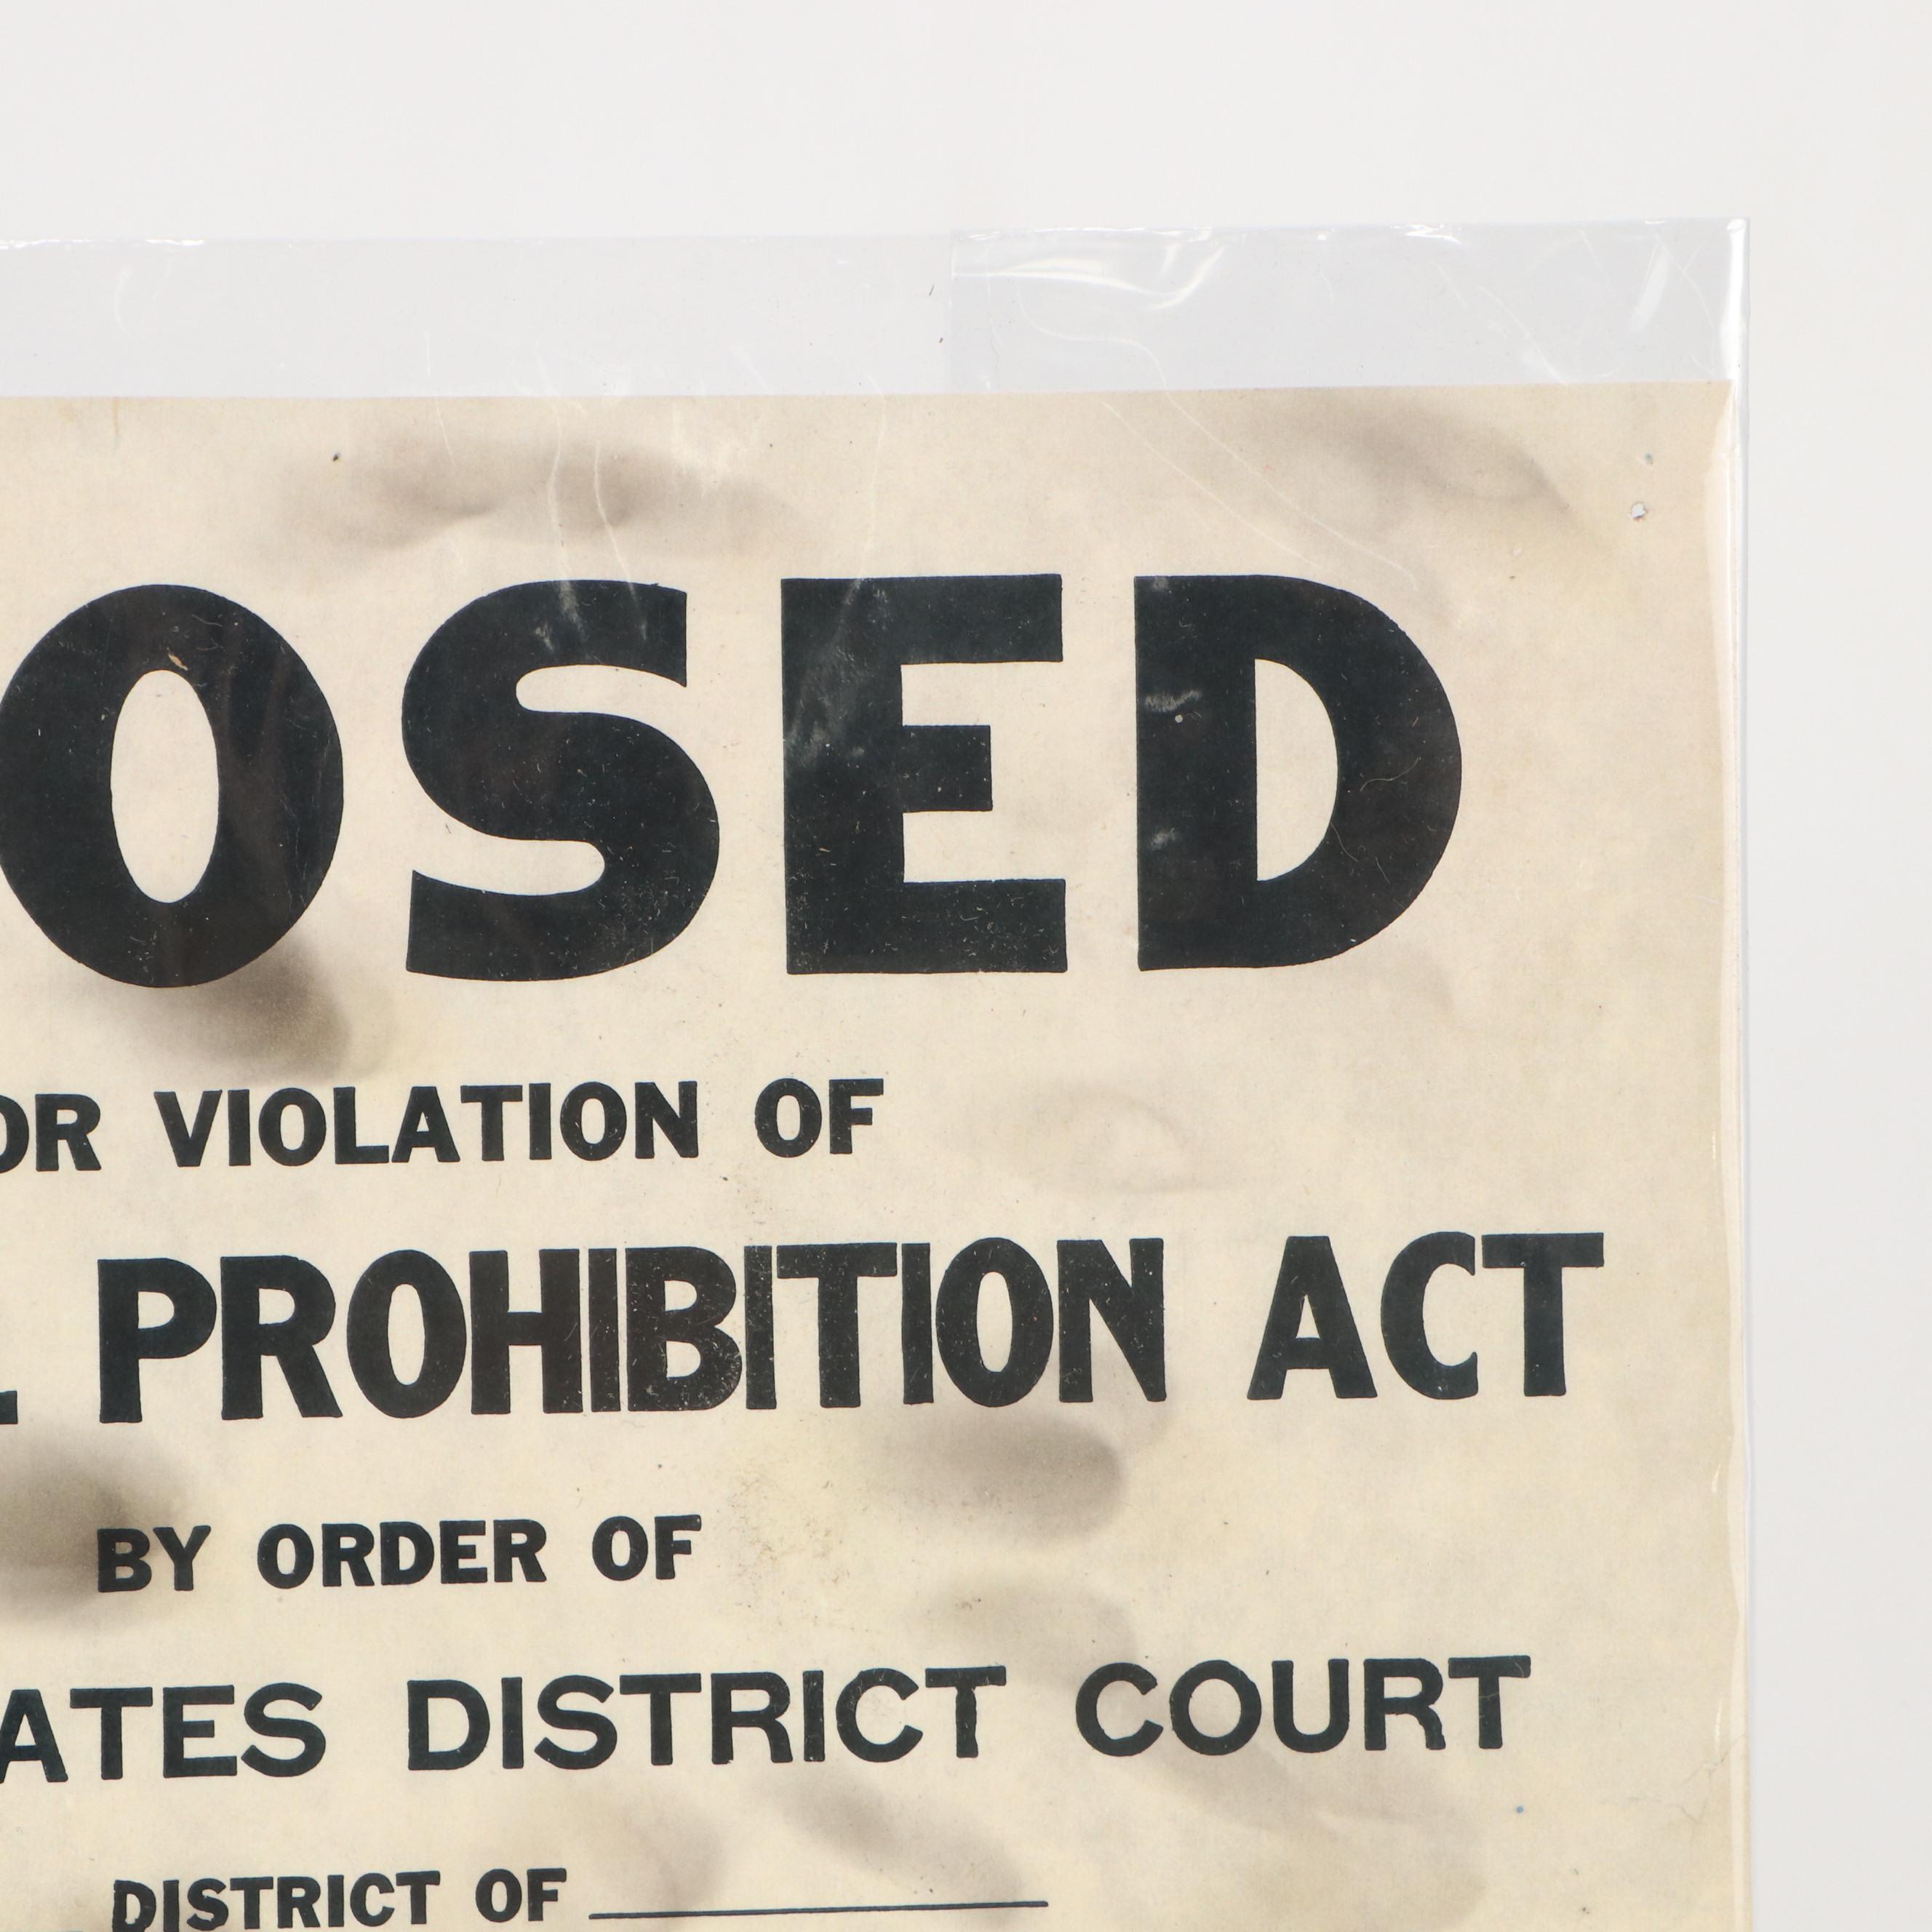 OSED
OR VIOLATION OF
PROHIBITION ACT
BY ORDER OF
ATES DISTRICT COURT
DISTRICT OF